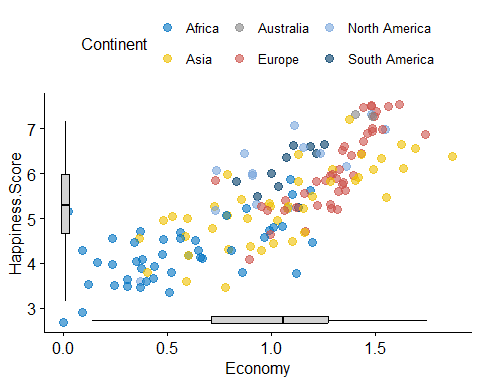 Continent
Africa Australia North America
Asia Europe South America
7
6
5
4
3
Happiness.Score
0.0 0.5 1.0 1.5
Economy